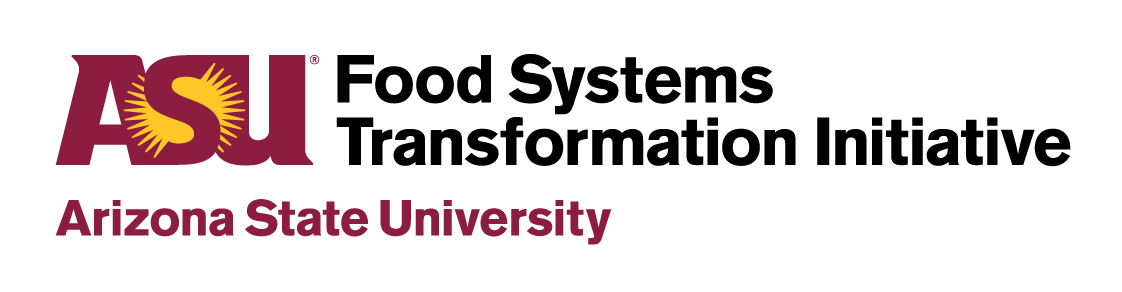 ASU®
Food Systems
Transformation Initiative
Arizona State University